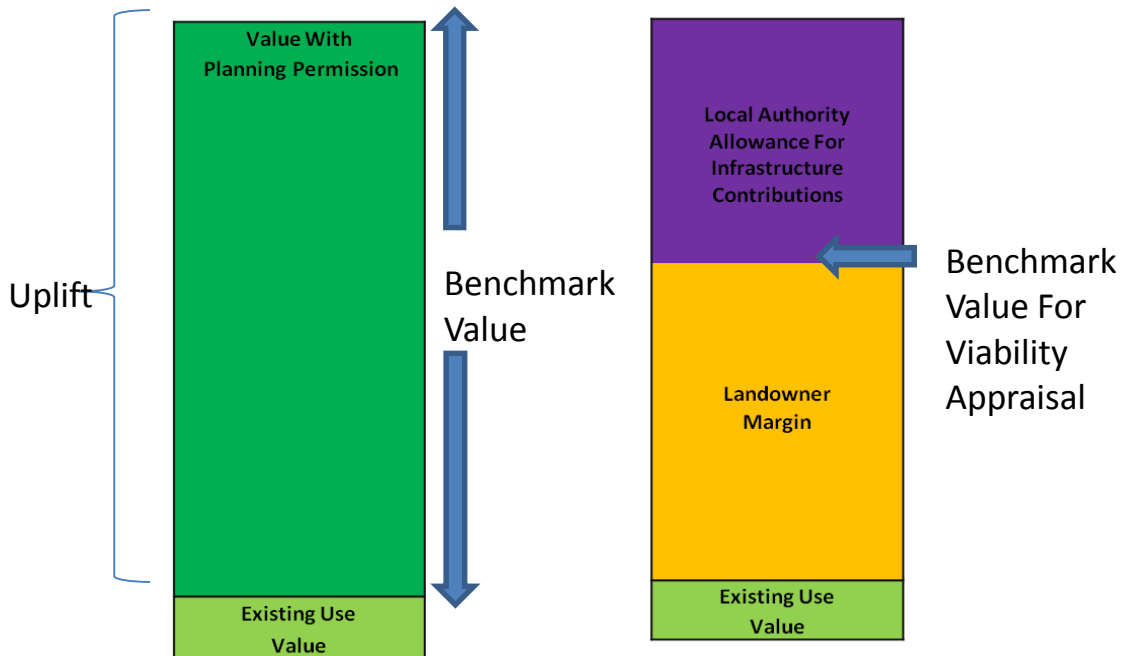 Uplift
Value With
Planning Permission
Existing Use
Value
Benchmark
Value
Local Authority
Allowance For
Infrastructure
Contributions
Landowner
Margin
Existing Use
Value
Benchmark
Value For
Viability
Appraisal